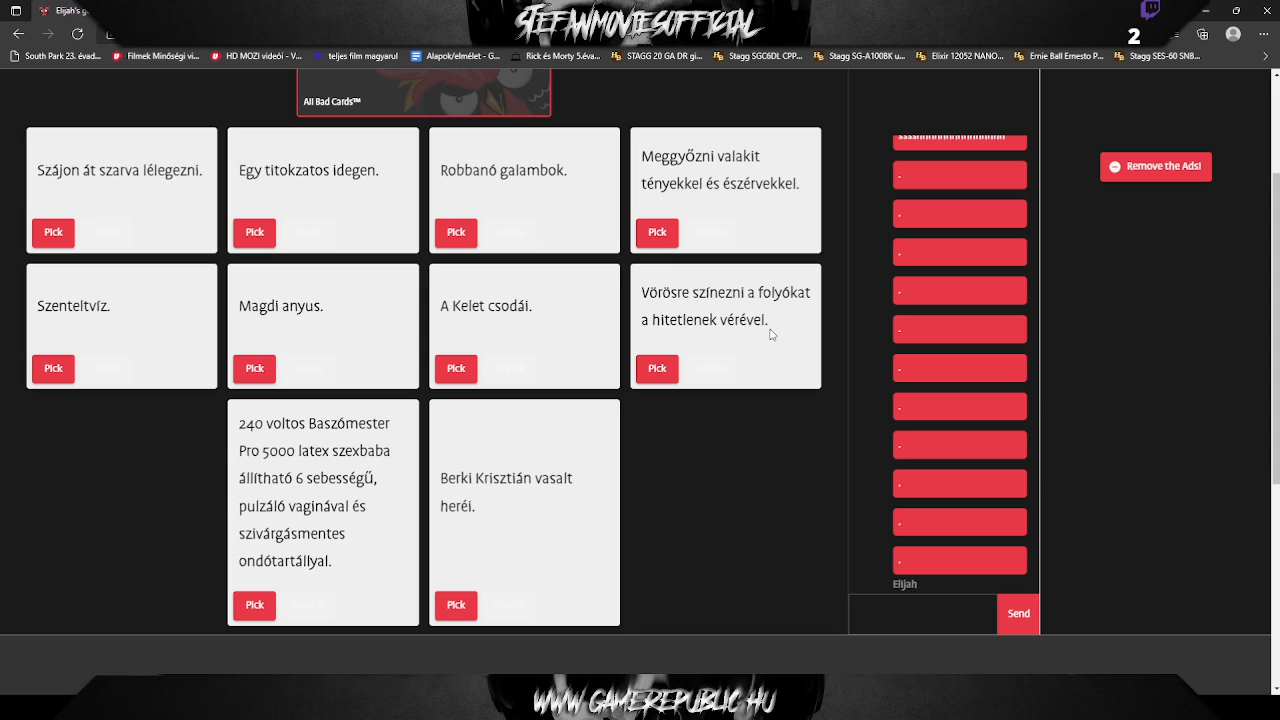 STEFANMOVIESOFFICIAL
Elijah's g
2
South Park 23. évad...
Filmek Minőségi vi...
HD MOZI videói – V...
teljes film magyarul
Alapok/elmélet - G...
Rick és Morty 5.éva...
STAGG 20 GA DR gi...
Stagg SGC6DL CPP...
Stagg SG-A100BK u...
Elixir 12052 NANO...
Ernie Ball Ernesto P...
Stagg SES-60 SNB...
All Bad Cards™
Szájon át szarva lélegezni.
Pick
Egy titokzatos idegen.
Pick
Robbanó galambok.
Pick
Meggyőzni valakit
tényekkel és észérvekkel.
Pick
Szenteltvíz.
Pick
Magdi anyus.
Pick
A Kelet csodái.
Pick
Vörösre színezni a folyókat
a hitetlenek vérével.
Pick
240 voltos Baszómester
Pro 5000 latex szexbaba
állítható 6 sebességű,
pulzáló vaginával és
szivárgásmentes
ondótartállyal.
Pick
Berki Krisztián vasalt
heréi.
Pick
.
.
.
.
.
.
.
.
.
.
.
Elijah
Send
Remove the Ads!
WWW.GAMEREPUBLIC.HU